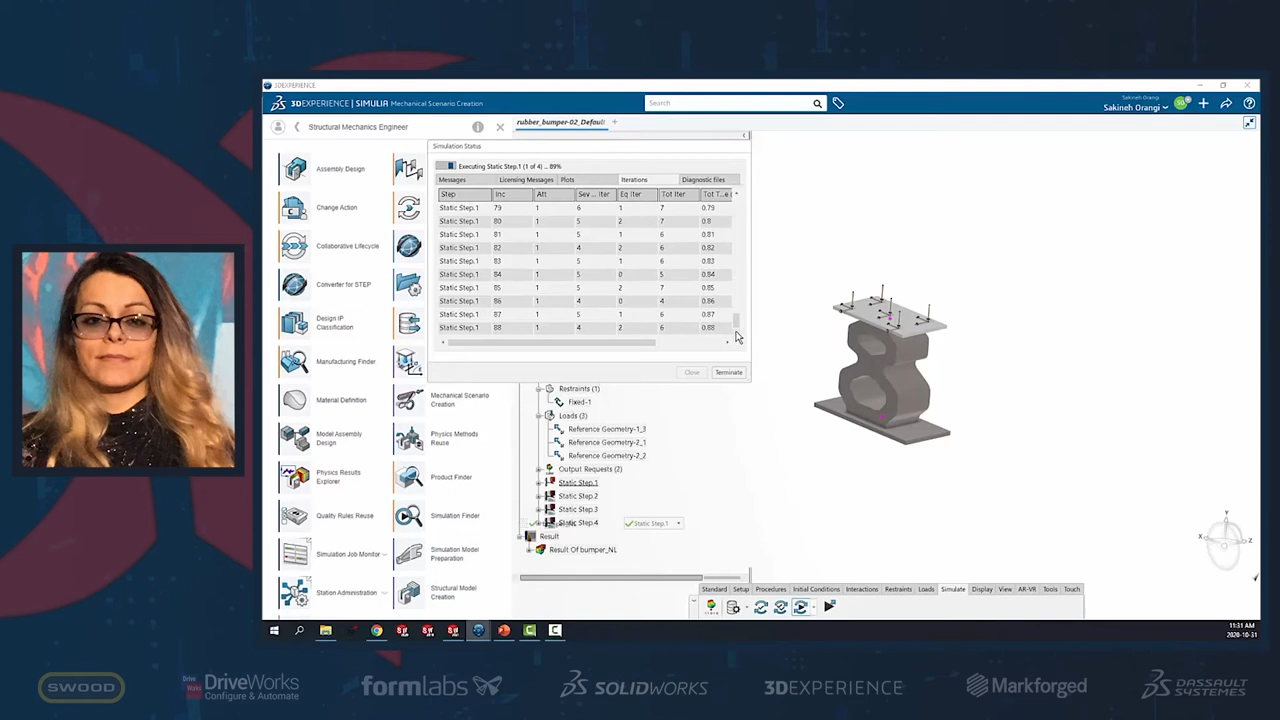 3DEXPERIENCE
3DEXPERIENCE | SIMULIA Mechanical Scenario Creation
Search
Sakineh Orangi
Sakineh Orangi
SO
Structural Mechanics Engineer
rubber_bumper-02_Default
Simulation Status
Executing Static Step.1 (1 of 4) ... 89%
Messages Licensing Messages Plots Iterations Diagnostic files
Step Inc Att Sev ... Iter Eq Iter Tot Iter Tot T...e
Static Step.1 79 1 6 1 7 0.79
Static Step.1 80 1 5 2 7 0.8
Static Step.1 81 1 5 1 6 0.81
Static Step.1 82 1 4 2 6 0.82
Static Step.1 83 1 5 1 6 0.83
Static Step.1 84 1 5 0 5 0.84
Static Step.1 85 1 5 2 7 0.85
Static Step.1 86 1 4 0 4 0.86
Static Step.1 87 1 5 1 6 0.87
Static Step.1 88 1 4 2 6 0.88
Close Terminate
Assembly Design
Change Action
Collaborative Lifecycle
Converter for STEP
Design IP
Classification
Manufacturing Finder
Material Definition
Mechanical Scenario
Creation
Model Assembly
Design
Physics Methods
Reuse
Physics Results
Explorer
Product Finder
Quality Rules Reuse
Simulation Finder
Simulation Job Monitor
Simulation Model
Preparation
Station Administration
Structural Model
Creation
Restraints (1)
Fixed-1
Loads (3)
Reference Geometry-1_3
Reference Geometry-2_1
Reference Geometry-2_2
Output Requests (2)
Static Step.1
Static Step.2
Static Step.3
Static Step.4
Static Step.1
Result
Result Of bumper_NL
Y
X
Z
Standard Setup Procedures Initial Conditions Interactions Restraints Loads Simulate Display View AR-VR Tools Touch
11:31 AM
2020-10-31
SWOOD
DriveWorks
Configure & Automate
formlabs
SOLIDWORKS
3DEXPERIENCE
Markforged
DASSAULT
SYSTEMES